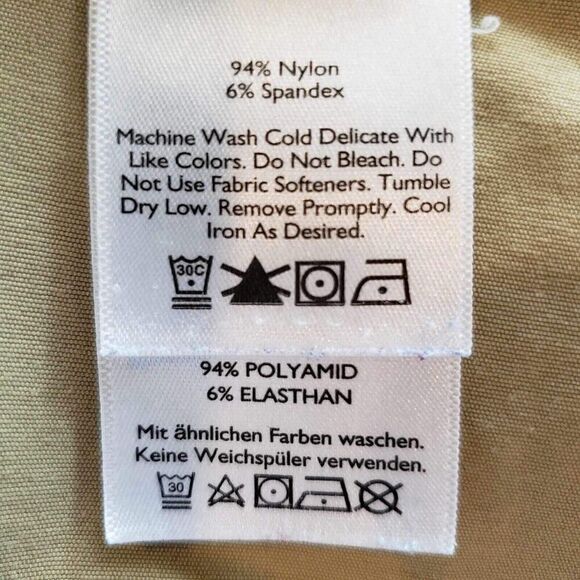 94% Nylon
6% Spandex
Machine Wash Cold Delicate With
Like Colors. Do Not Bleach. Do
Not Use Fabric Softeners. Tumble
Dry Low. Remove Promptly. Cool
Iron As Desired.
30C
94% POLYAMID
6% ELASTHAN
Mit ähnlichen Farben waschen.
Keine Weichspüler verwenden.
30